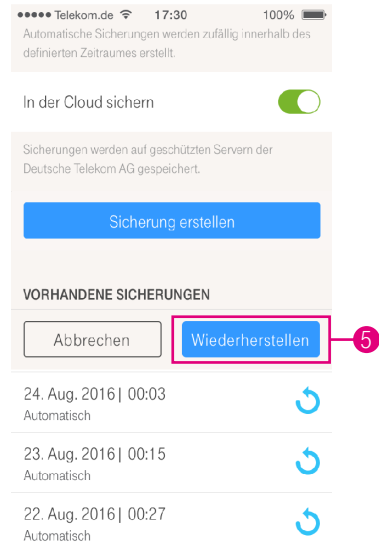 Telekom.de 17:30 100%
Automatische Sicherungen werden zufällig innerhalb des
definierten Zeitraumes erstellt.
In der Cloud sichern
Sicherungen werden auf geschützten Servern der
Deutsche Telekom AG gespeichert.
Sicherung erstellen
VORHANDENE SICHERUNGEN
Abbrechen Wiederherstellen 5
24. Aug. 2016| 00:03
Automatisch
23. Aug. 2016| 00:15
Automatisch
22. Aug. 2016| 00:27
Automatisch